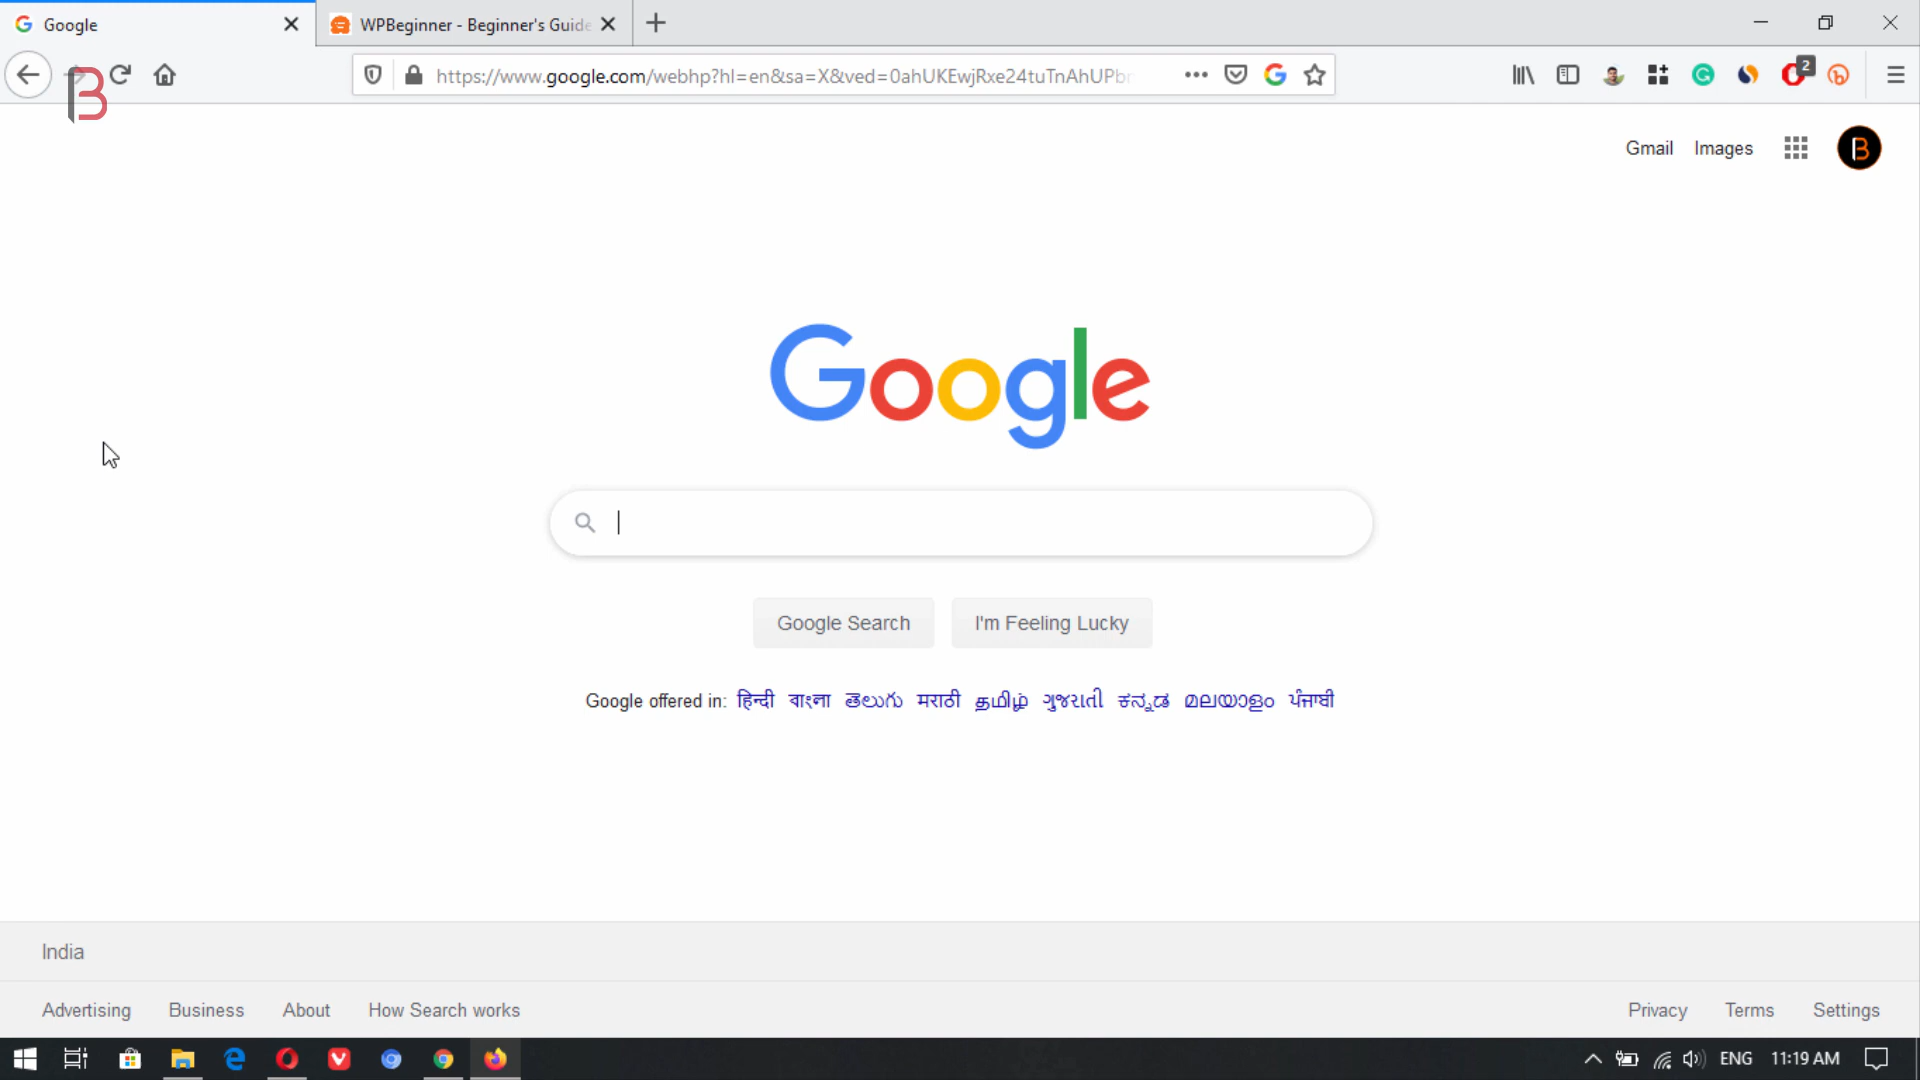 Google
WPBeginner - Beginner's Guide
https://www.google.com/webhp?hl=en&sa=X&ved=0ahUKEwjRxe24tuTnAhUPb
2
Gmail Images
B
B
Google
Google Search I'm Feeling Lucky
Google offered in: हिन्दी বাংলা తెలుగు मराठी தமிழ் ગુજરાતી ಕನ್ನಡ മലയാളം ਪੰਜਾਬੀ
India
Advertising Business About How Search works
Privacy Terms Settings
ENG 11:19 AM